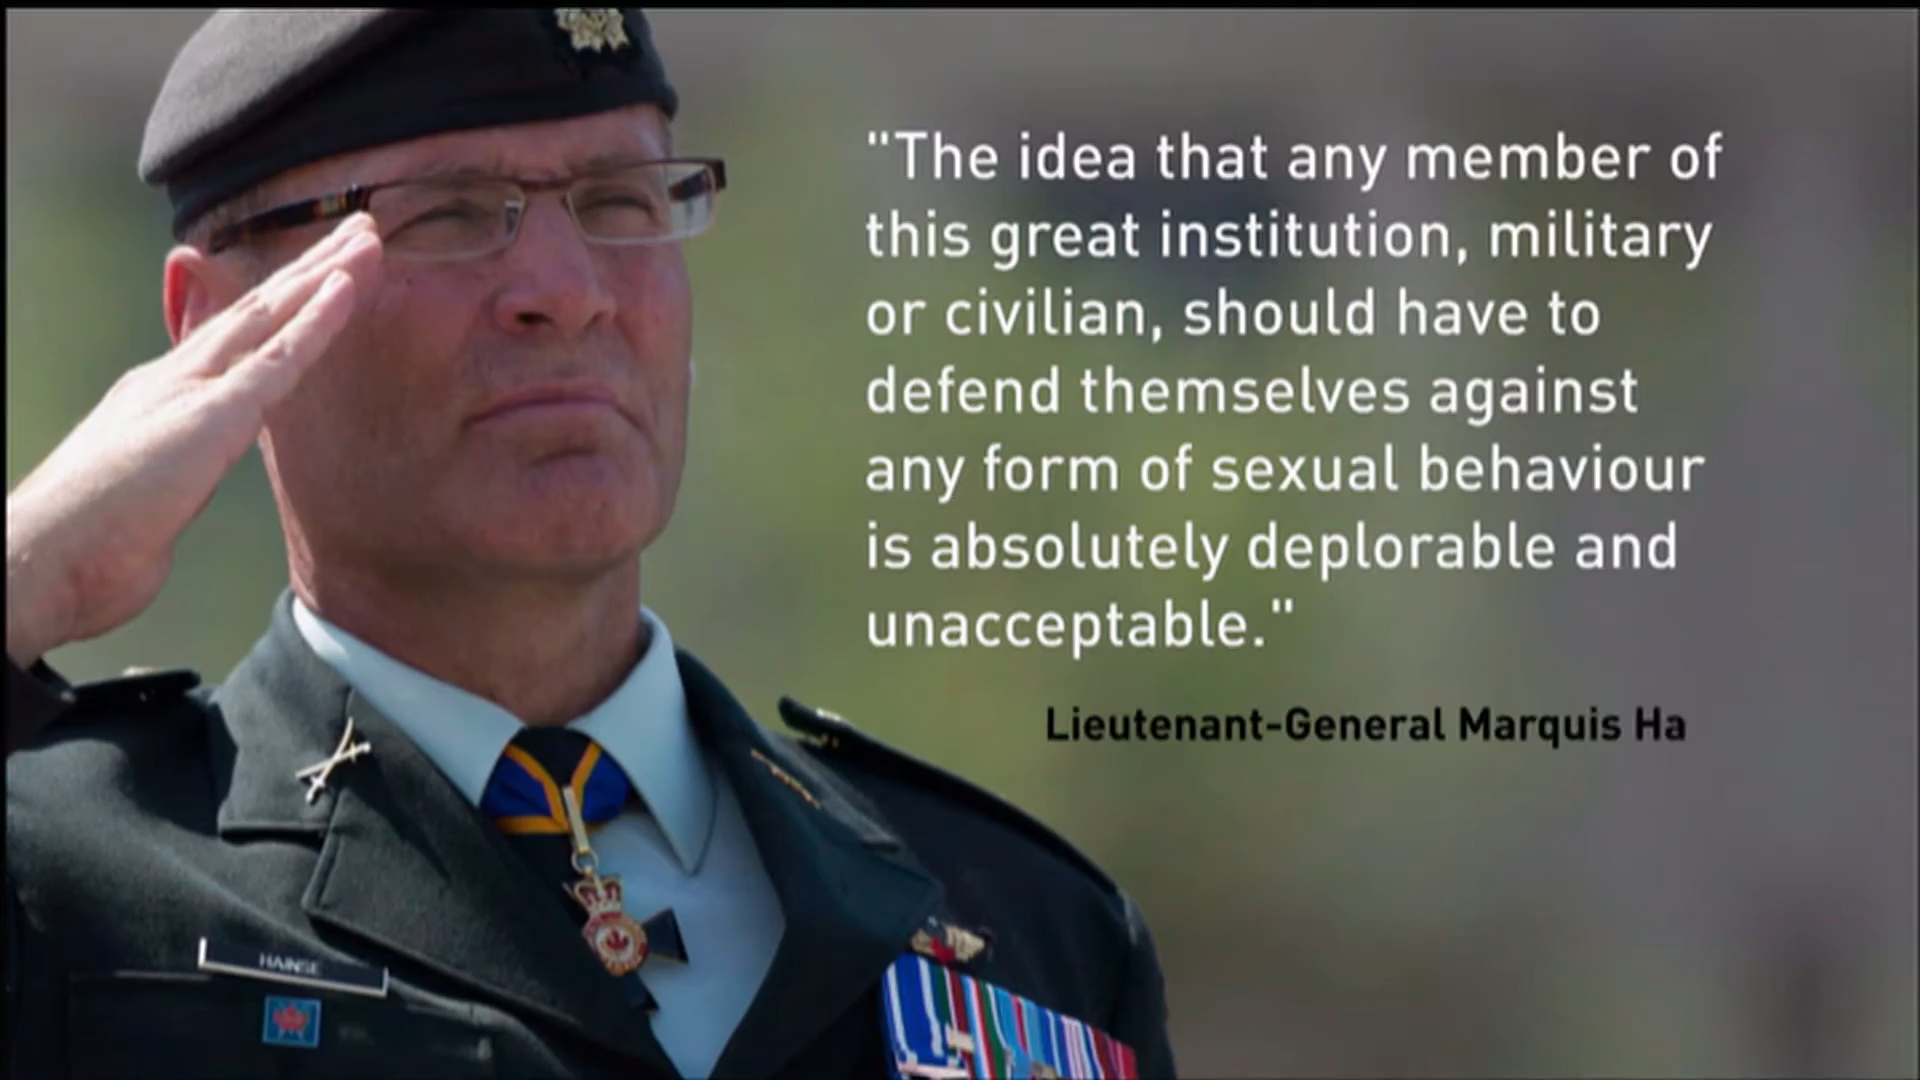 "The idea that any member of
this great institution, military
or civilian, should have to
defend themselves against
any form of sexual behaviour
is absolutely deplorable and
unacceptable."
Lieutenant-General Marquis Ha
HAINSE